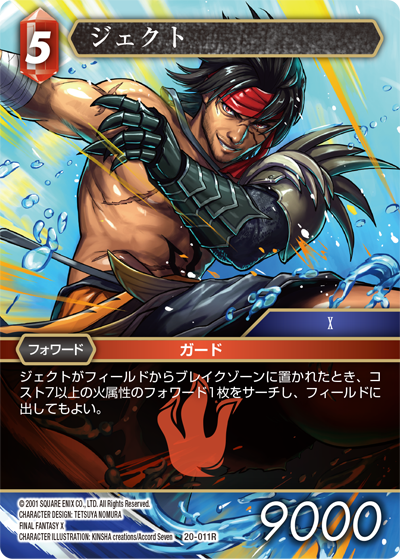 5
ジェクト
X
フォワード
ガード
ジェクトがフィールドからブレイクゾーンに置かれたとき、コ
スト7以上の火属性のフォワード1枚をサーチし、フィールドに
出してもよい。
© 2001 SQUARE ENIX CO., LTD. All Rights Reserved.
CHARACTER DESIGN: TETSUYA NOMURA
FINAL FANTASY X
CHARACTER ILLUSTRATION: KINSHA creations/Accord Seven
20-011R
9000